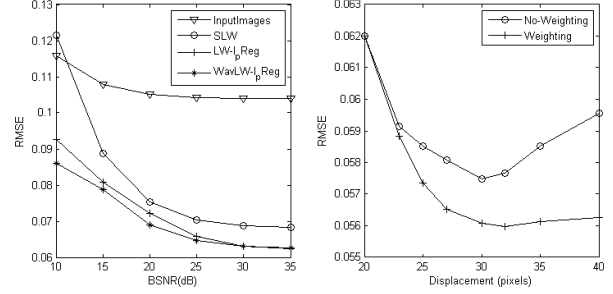 0.13
0.12
0.11
0.1
0.09
0.08
0.07
0.06
RMSE
10 15 20 25 30 35
BSNR(dB)
InputImages
SLW
LW-lpReg
WavLW-lpReg
0.063
0.062
0.061
0.06
0.059
0.058
0.057
0.056
0.055
RMSE
20 25 30 35 40
Displacement (pixels)
No-Weighting
Weighting